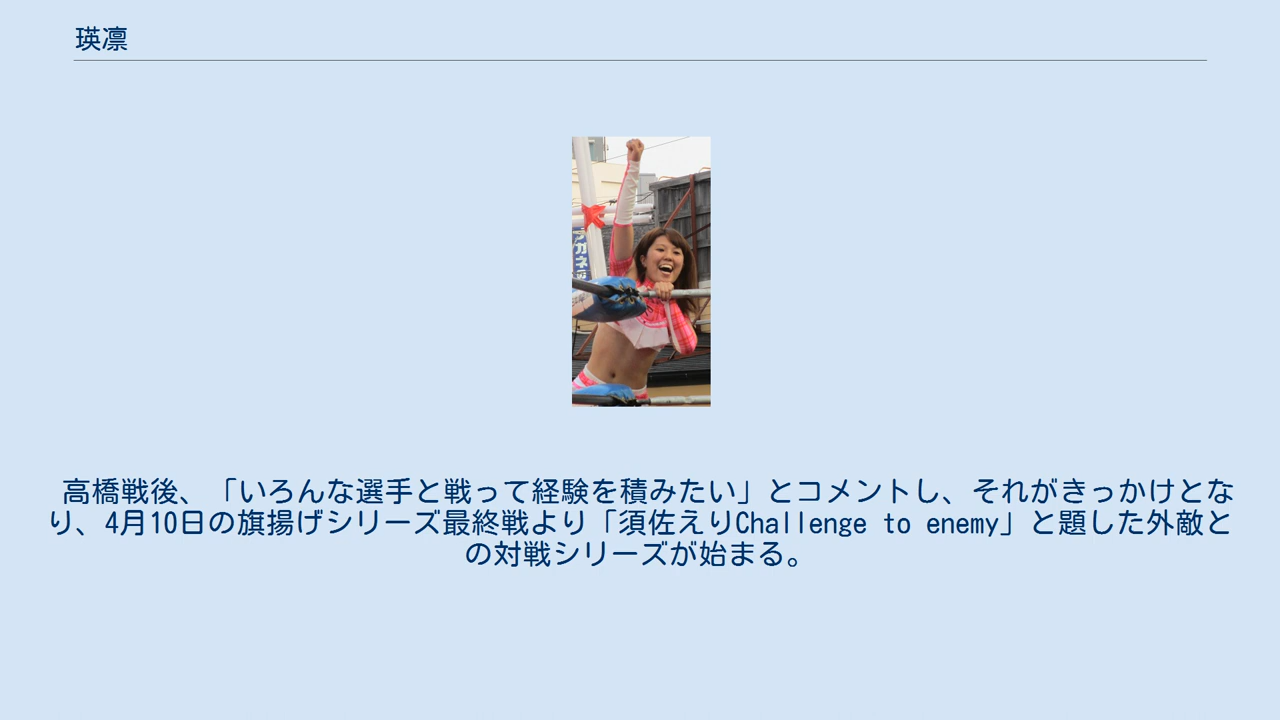 瑛凛
高橋戦後、「いろんな選手と戦って経験を積みたい」とコメントし、それがきっかけとな
り、4月10日の旗揚げシリーズ最終戦より「須佐えりChallenge to enemy」と題した外敵と
の対戦シリーズが始まる。
ガネ